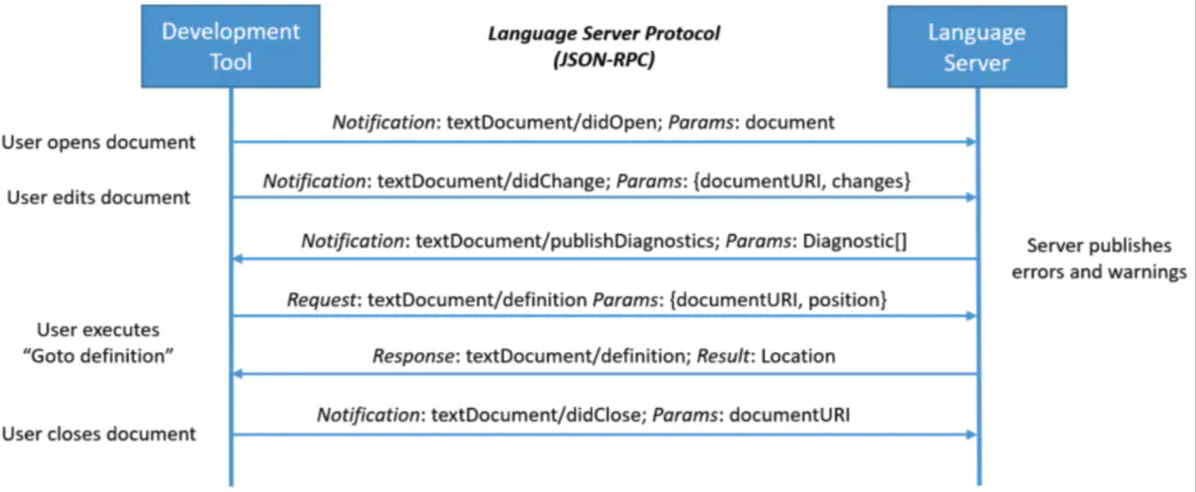 Development
Tool
Language Server Protocol
(JSON-RPC)
Language
Server
Notification: textDocument/didOpen; Params: document
User opens document
Notification: textDocument/didChange; Params: {documentURI, changes}
User edits document
Notification: textDocument/publishDiagnostics; Params: Diagnostic[]
Server publishes
errors and warnings
Request: textDocument/definition Params: {documentURI, position}
User executes
“Goto definition”
Response: textDocument/definition; Result: Location
Notification: textDocument/didClose; Params: documentURI
User closes document